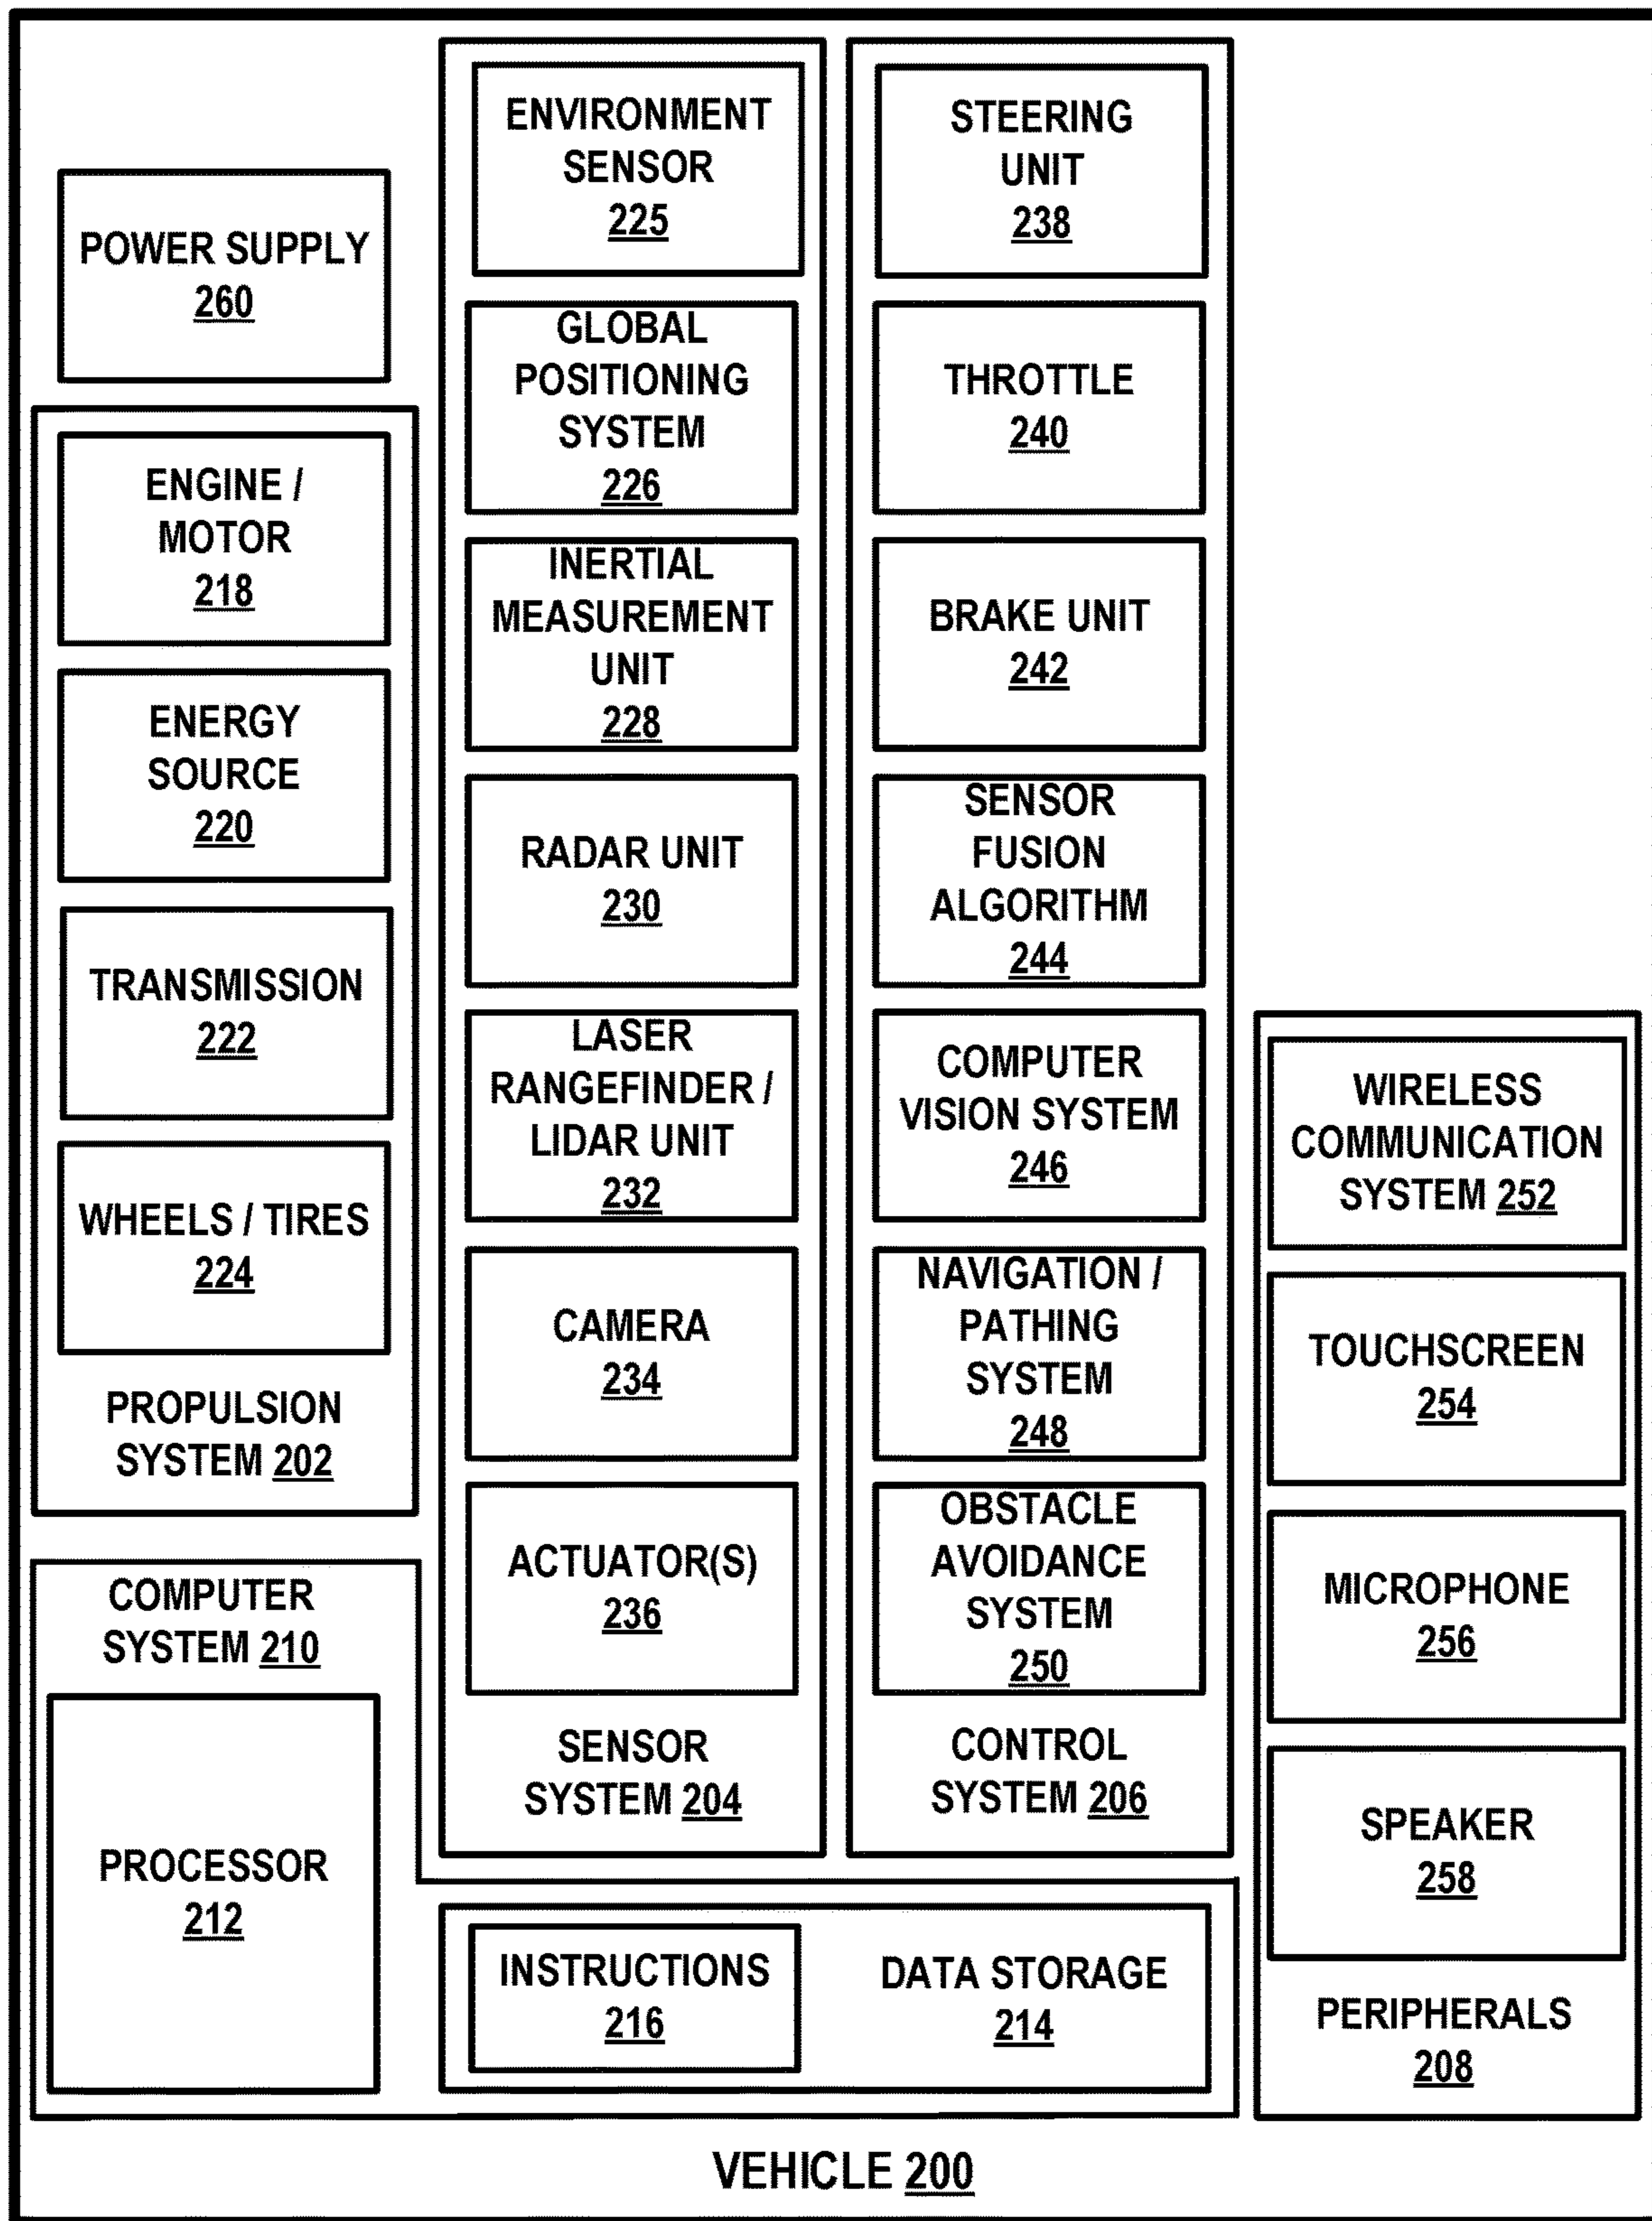 POWER SUPPLY
260
ENGINE /
MOTOR
218
ENERGY
SOURCE
220
TRANSMISSION
222
WHEELS / TIRES
224
PROPULSION
SYSTEM 202
COMPUTER
SYSTEM 210
PROCESSOR
212
ENVIRONMENT
SENSOR
225
GLOBAL
POSITIONING
SYSTEM
226
INERTIAL
MEASUREMENT
UNIT
228
RADAR UNIT
230
LASER
RANGEFINDER /
LIDAR UNIT
232
CAMERA
234
ACTUATOR(S)
236
SENSOR
SYSTEM 204
STEERING
UNIT
238
THROTTLE
240
BRAKE UNIT
242
SENSOR
FUSION
ALGORITHM
244
COMPUTER
VISION SYSTEM
246
NAVIGATION /
PATHING
SYSTEM
248
OBSTACLE
AVOIDANCE
SYSTEM
250
CONTROL
SYSTEM 206
INSTRUCTIONS
216
DATA STORAGE
214
WIRELESS
COMMUNICATION
SYSTEM 252
TOUCHSCREEN
254
MICROPHONE
256
SPEAKER
258
PERIPHERALS
208
VEHICLE 200